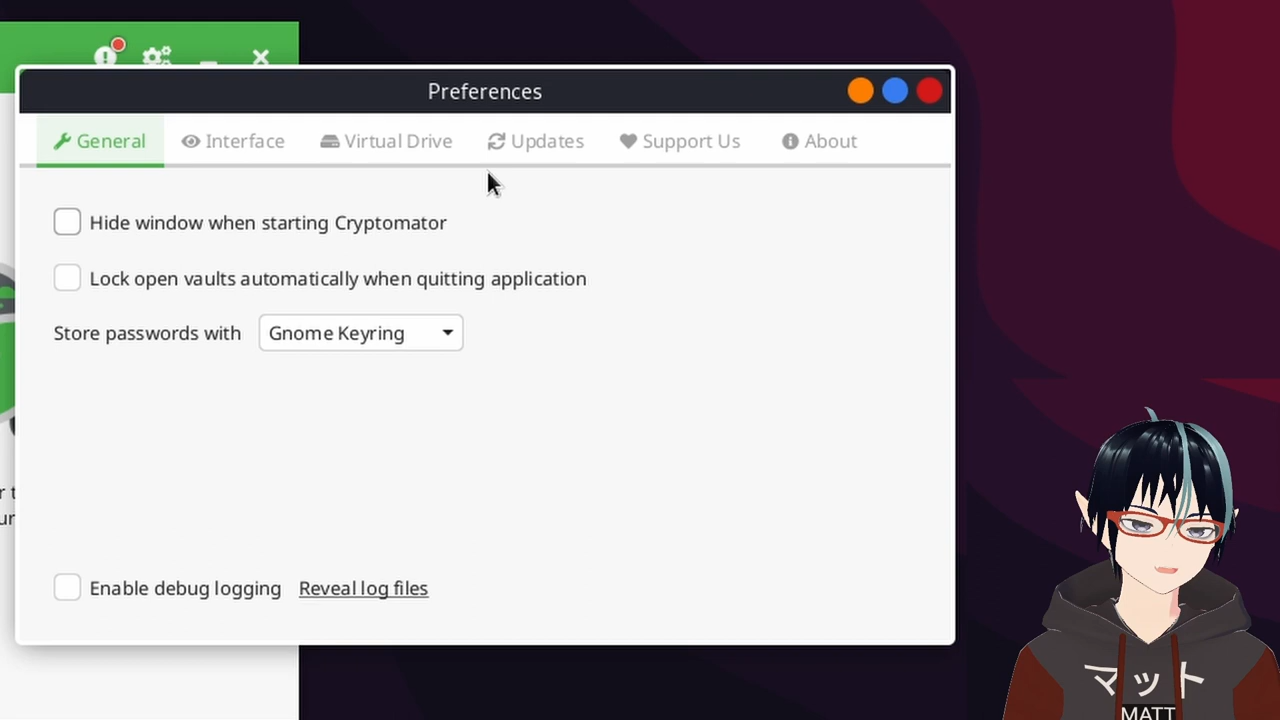 Preferences
General Interface Virtual Drive Updates Support Us About
Hide window when starting Cryptomator
Lock open vaults automatically when quitting application
Store passwords with Gnome Keyring
Enable debug logging Reveal log files
マット
MATT